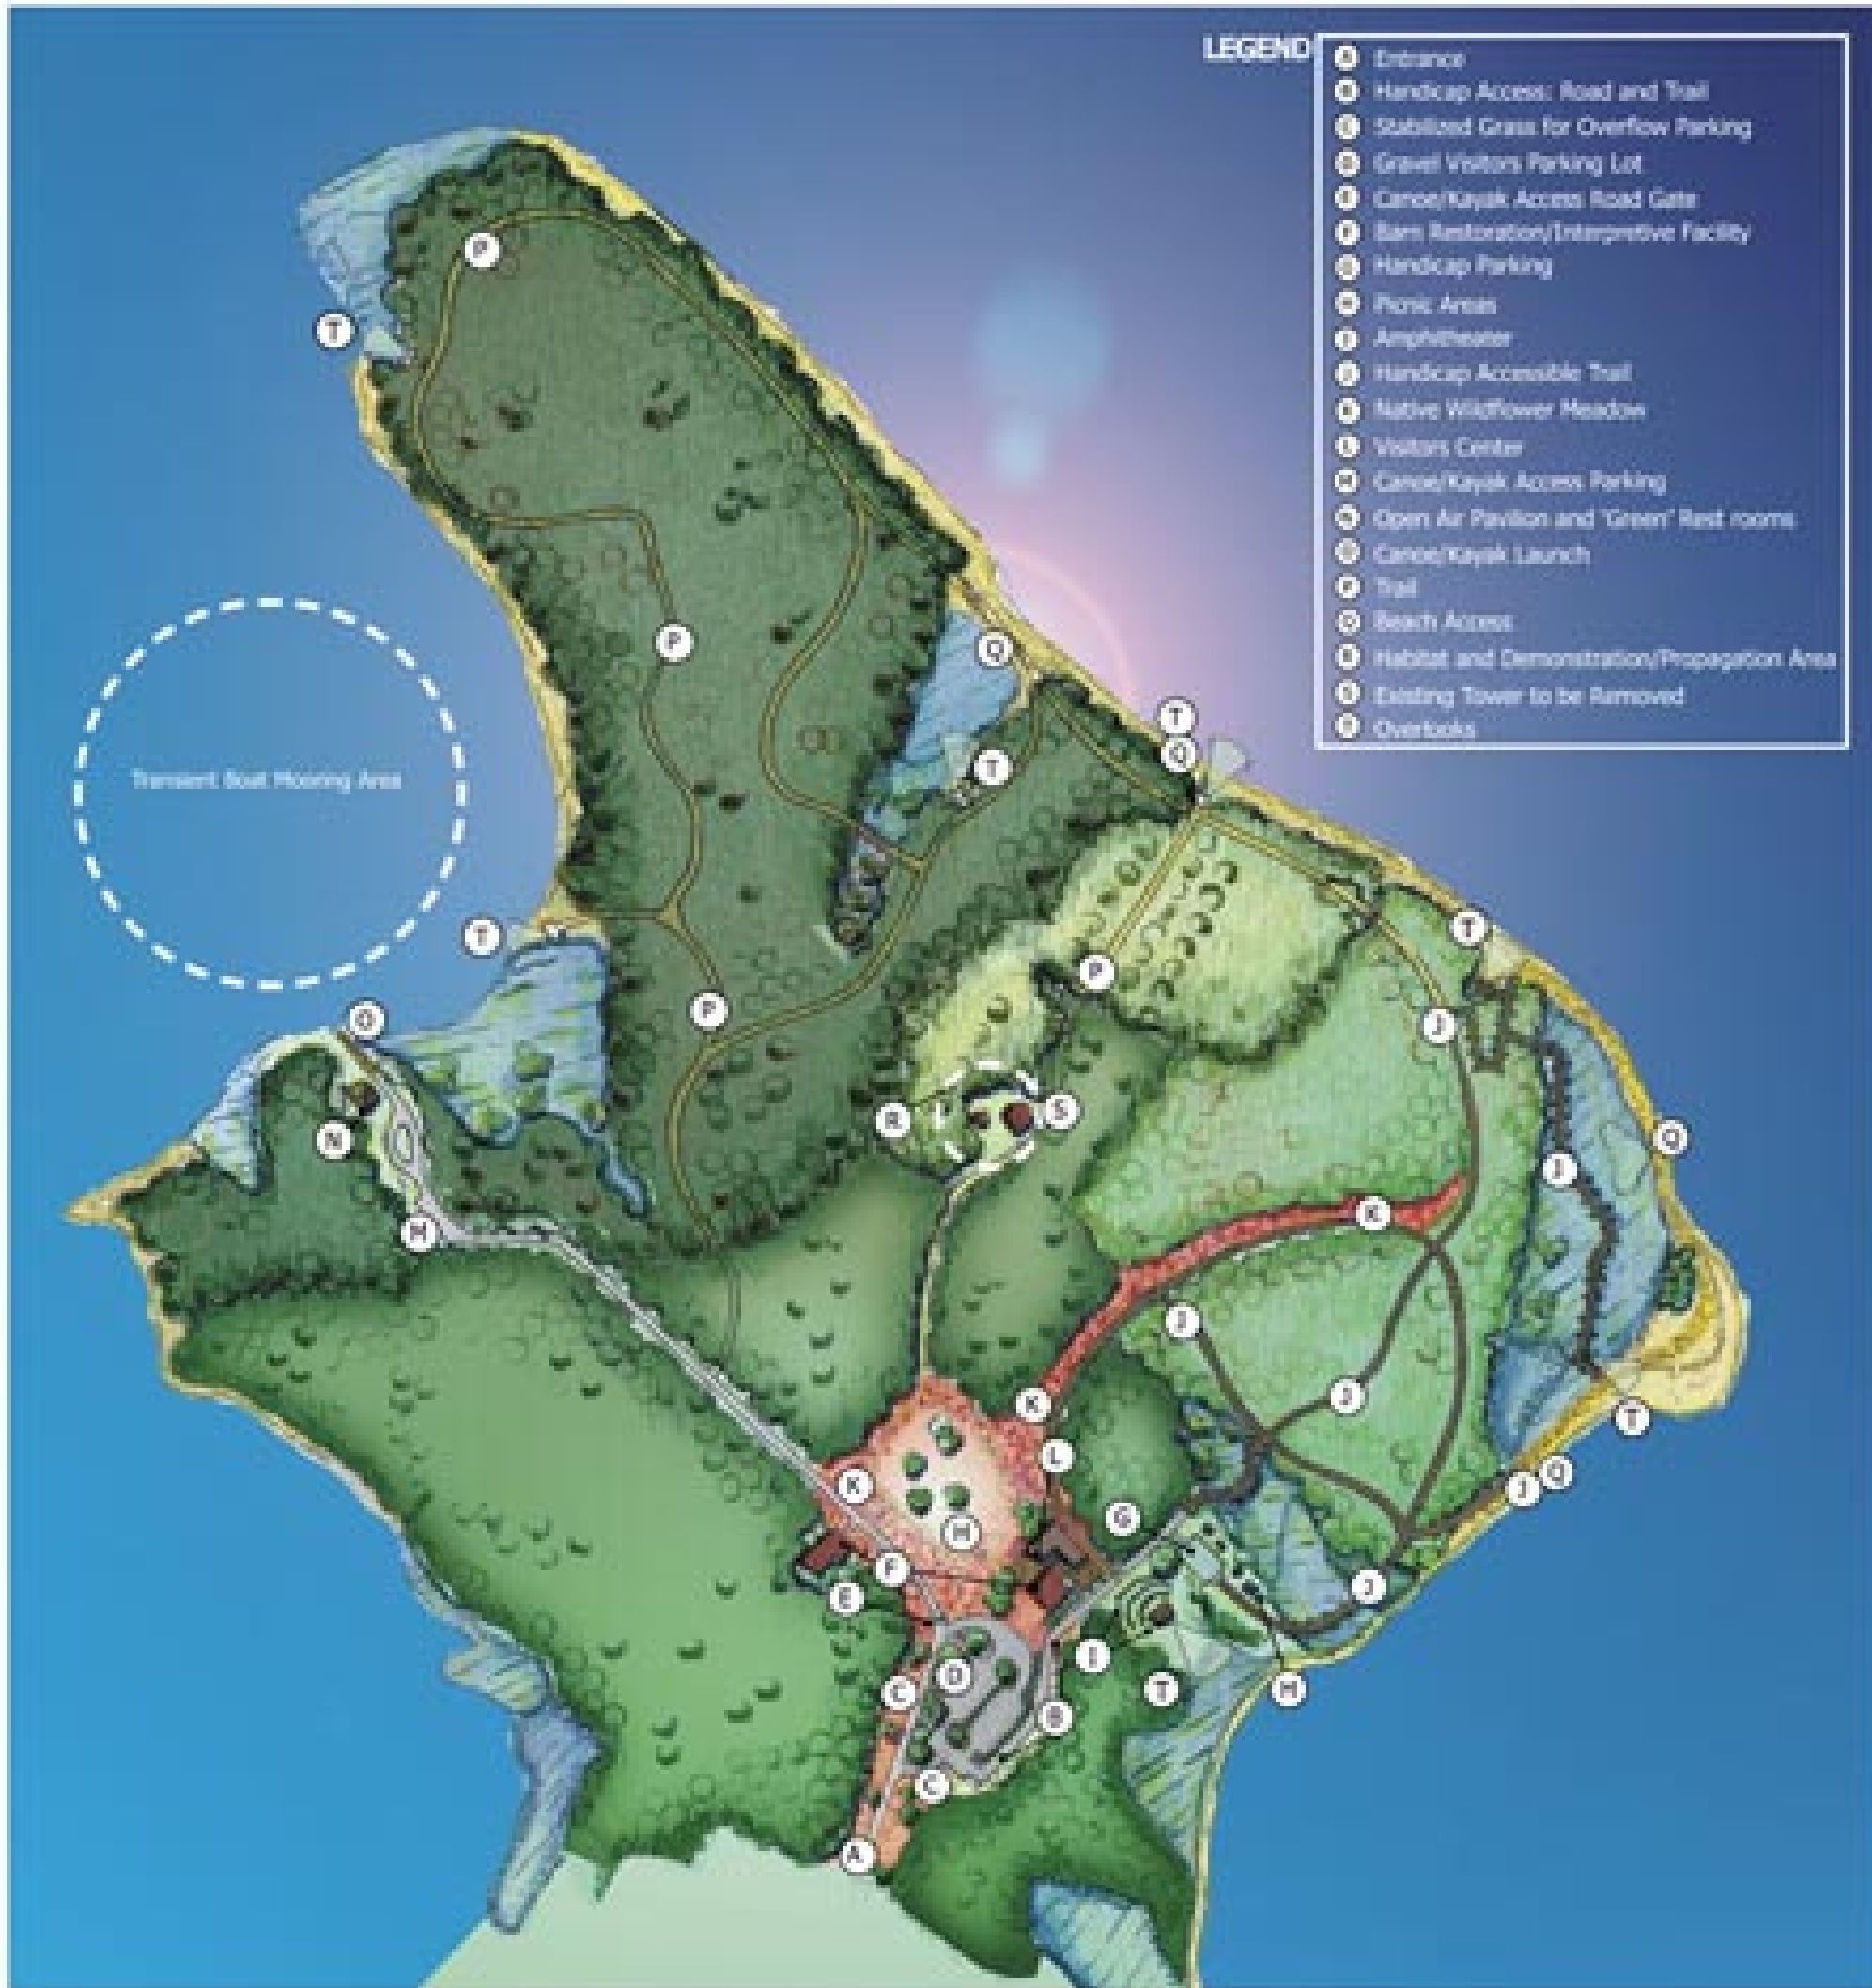 LEGEND
A Entrance
B Handicap Access: Road and Trail
C Stabilized Grass for Overflow Parking
D Gravel Visitors Parking Lot
E Canoe/Kayak Access Road Gate
F Barn Restoration/Interpretive Facility
G Handicap Parking
H Picnic Areas
I Amphitheater
J Handicap Accessible Trail
K Native Wildflower Meadow
L Visitors Center
M Canoe/Kayak Access Parking
N Open Air Pavilion and 'Green' Rest rooms
O Canoe/Kayak Launch
P Trail
Q Beach Access
R Habitat and Demonstration/Propagation Area
S Existing Tower to be Removed
T Overlooks
P
T
P
Q
T
Q
T
Transient Boat Mooring Area
T
T
P
P
O
J
R
S
N
Q
J
H
K
J
J
K
T
L
K
J
Q
G
H
F
J
E
E
D
C
T
H
B
C
A